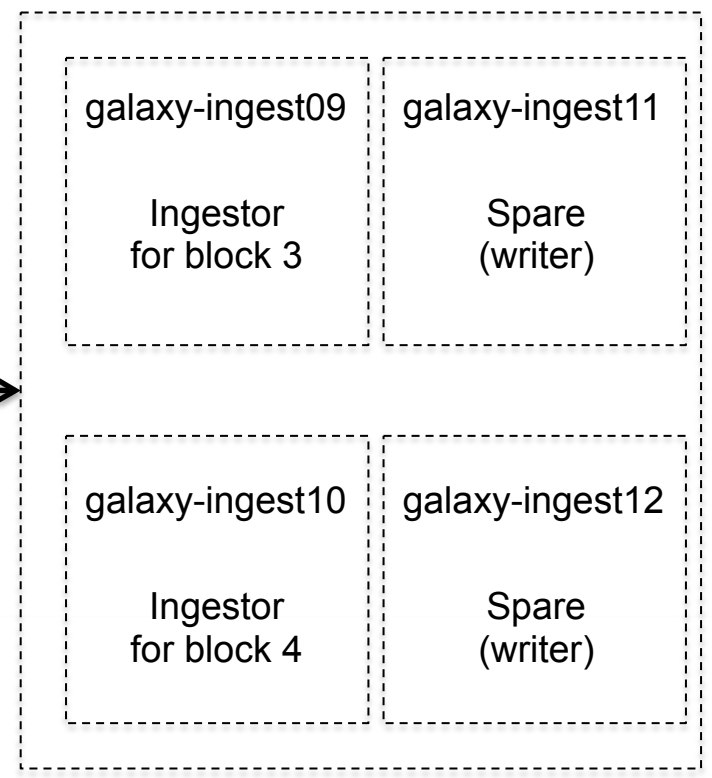 galaxy-ingest09
Ingestor
for block 3
galaxy-ingest11
Spare
(writer)
galaxy-ingest10
Ingestor
for block 4
galaxy-ingest12
Spare
(writer)